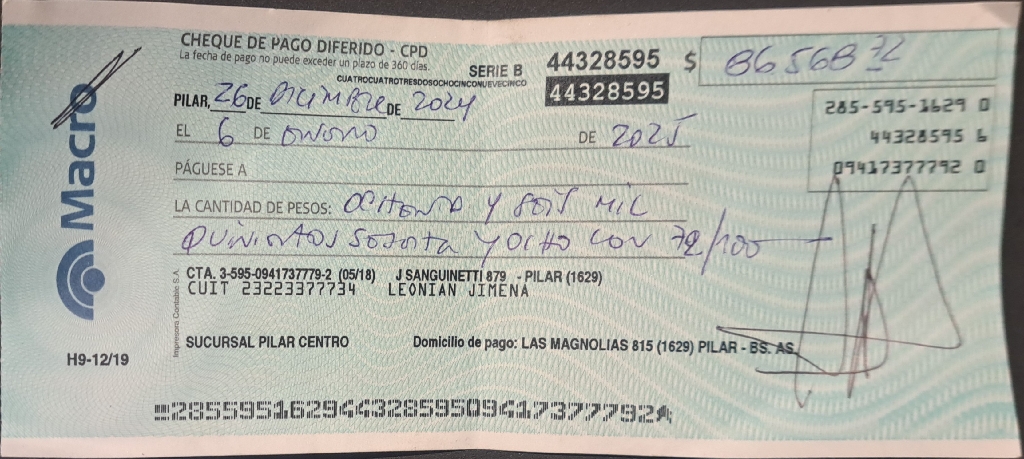 CHEQUE DE PAGO DIFERIDO - CPD
La fecha de pago no puede exceder un plazo de 360 días.
SERIE B 44328595 $ 86568 72
CUATROCUATROTRESDOSOCHOCINCONUEVECINCO
44328595
285-595-1629 0
44328595 6
09417377792 0
PILAR, 26 DE DICIEMBRE DE 2024
EL 6 DE ENERO DE 2025
PÁGUESE A
LA CANTIDAD DE PESOS: OCHENTA Y SEIS MIL
QUINIENTOS SESENTA Y OCHO CON 72/100
CTA. 3-595-0941737779-2 (05/18) J SANGUINETTI 879 - PILAR (1629)
CUIT 23223377734 LEONIAN JIMENA
SUCURSAL PILAR CENTRO Domicilio de pago: LAS MAGNOLIAS 815 (1629) PILAR - BS. AS.
28559516294432859509417377792
Macro
H9-12/19
Impresora Contable S.A.